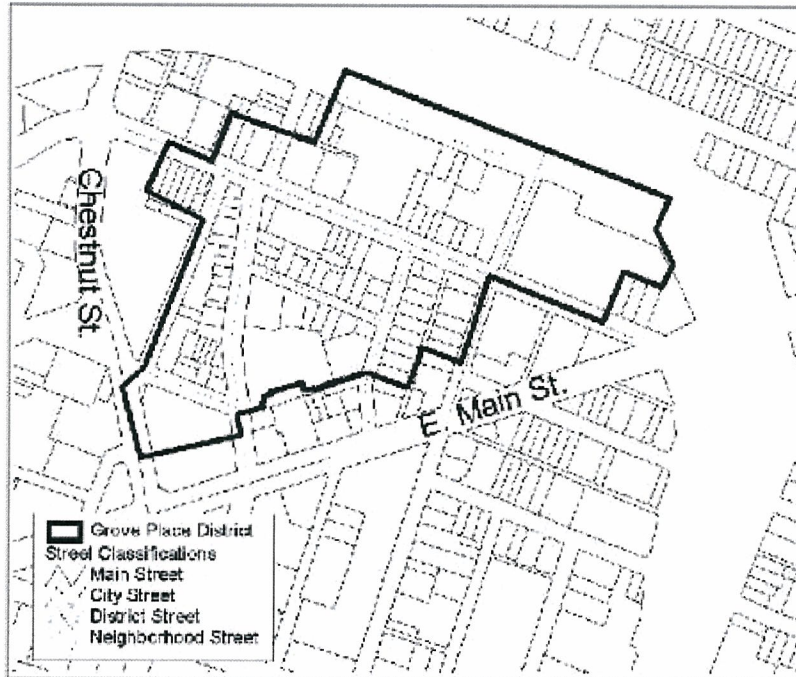 Chestnut St.
E. Main St.
Grove Place District
Street Classifications
Main Street
City Street
District Street
Neighborhood Street